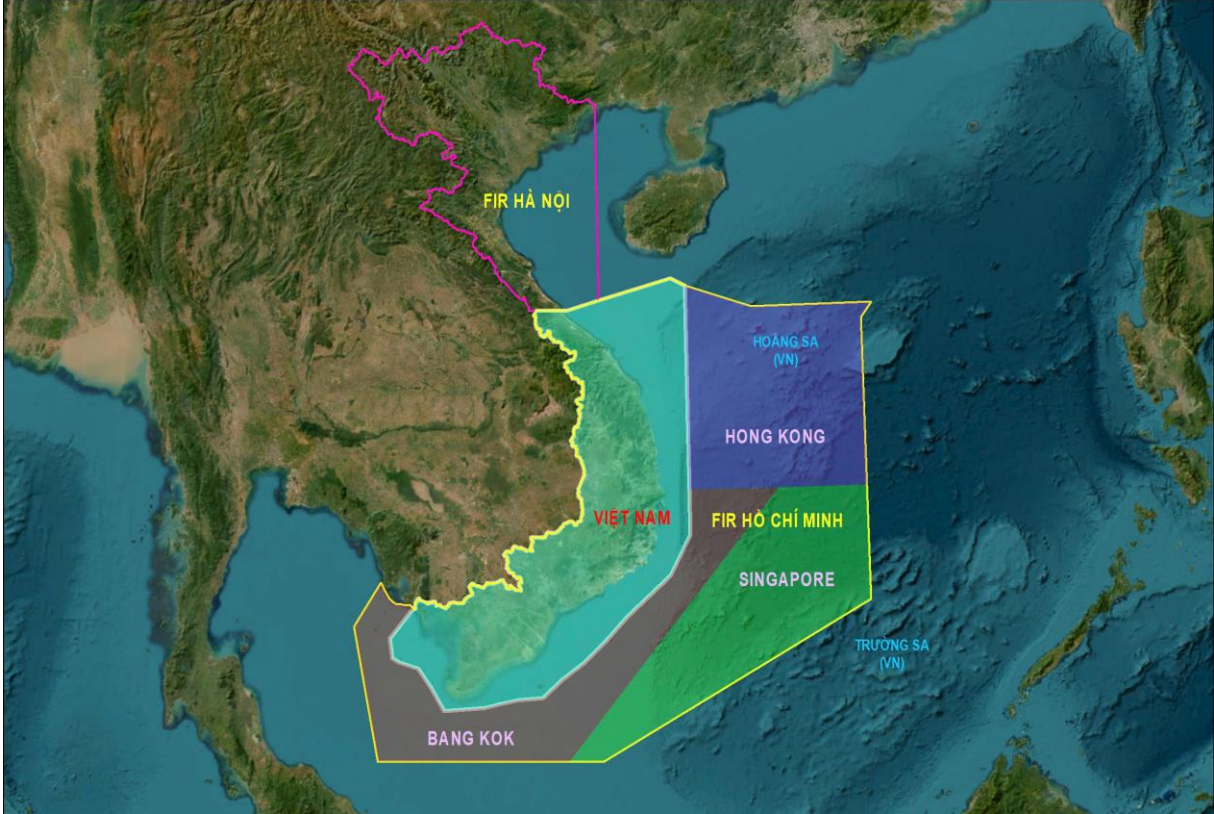 FIR HÀ NỘI
HOÀNG SA
(VN)
HONG KONG
VIỆT NAM
FIR HỒ CHÍ MINH
SINGAPORE
TRƯỜNG SA
(VN)
BANG KOK